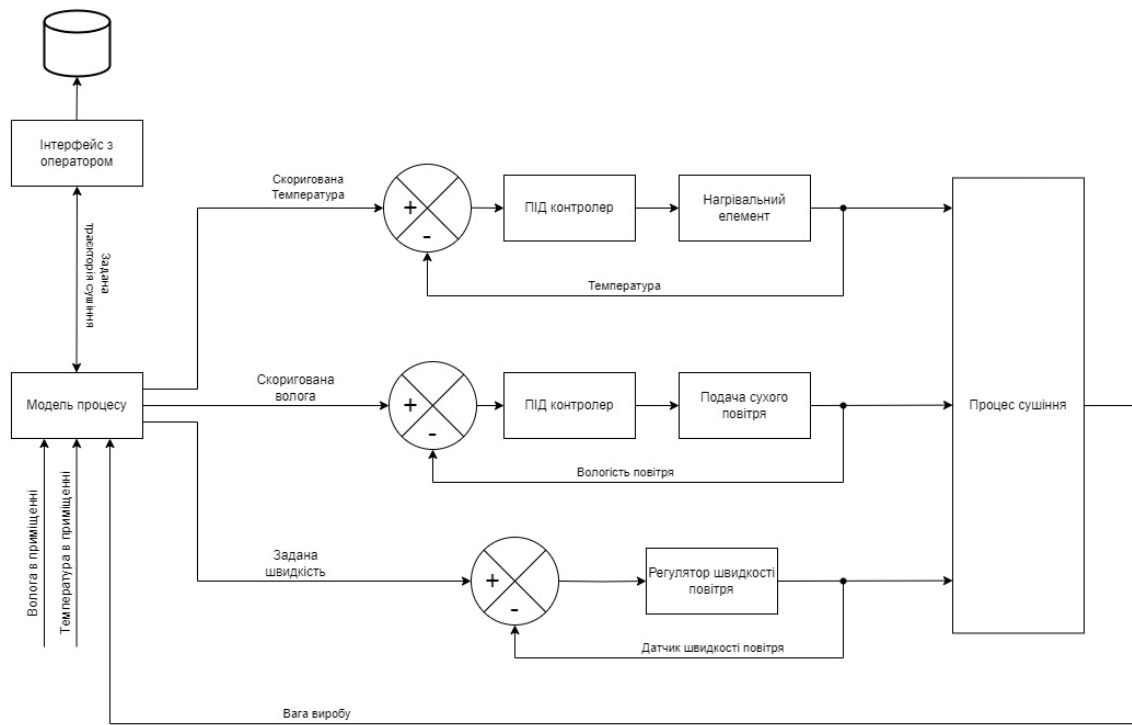 Інтерфейс з
оператором
Задана
траєкторія сушіння
Модель процесу
Волога в приміщенні
Температура в приміщенні
Скоригована
Температура
+
-
ПІД контролер
Нагрівальний
елемент
Температура
Скоригована
волога
+
-
ПІД контролер
Подача сухого
повітря
Вологість повітря
Задана
швидкість
+
-
Регулятор швидкості
повітря
Датчик швидкості повітря
Процес сушіння
Вага виробу